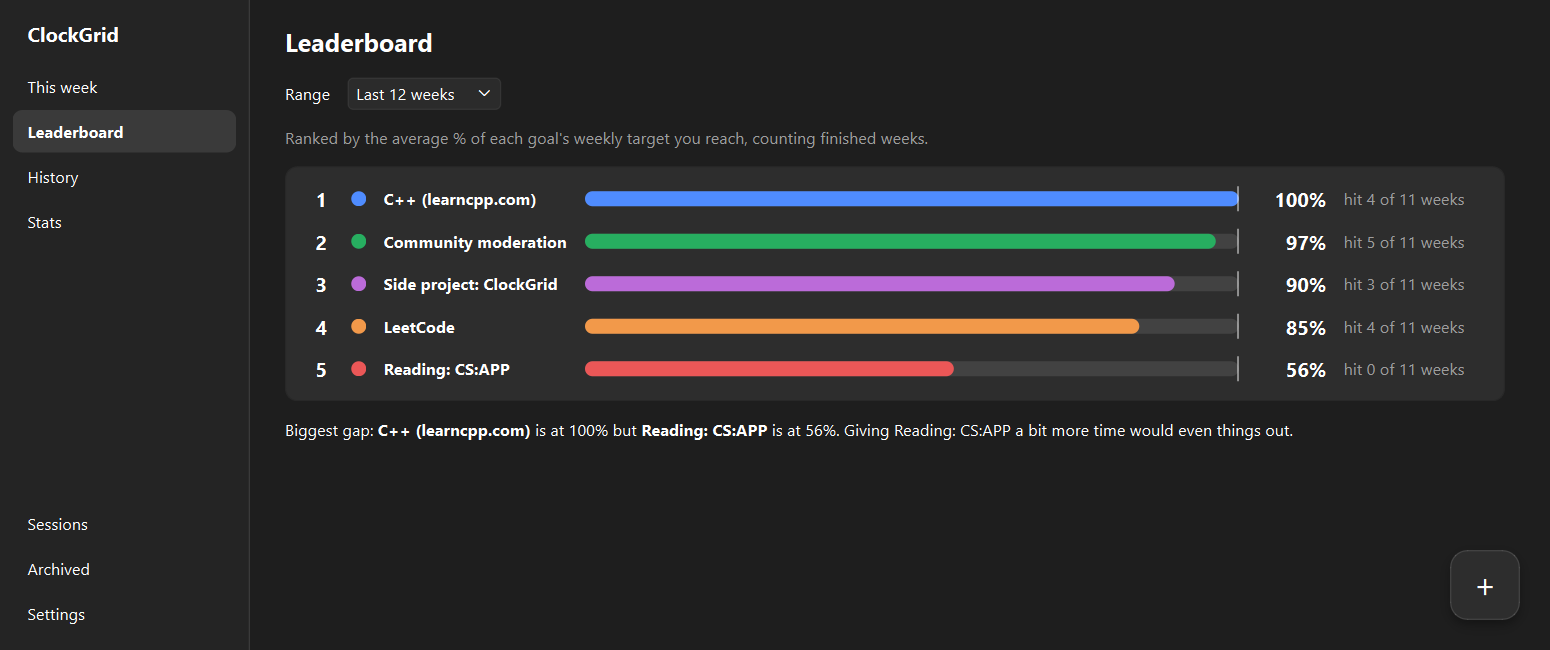 ClockGrid
This week
Leaderboard
History
Stats
Sessions
Archived
Settings
Leaderboard
Range Last 12 weeks
Ranked by the average % of each goal's weekly target you reach, counting finished weeks.
1 C++ (learncpp.com) 100% hit 4 of 11 weeks
2 Community moderation 97% hit 5 of 11 weeks
3 Side project: ClockGrid 90% hit 3 of 11 weeks
4 LeetCode 85% hit 4 of 11 weeks
5 Reading: CS:APP 56% hit 0 of 11 weeks
Biggest gap: C++ (learncpp.com) is at 100% but Reading: CS:APP is at 56%. Giving Reading: CS:APP a bit more time would even things out.
+